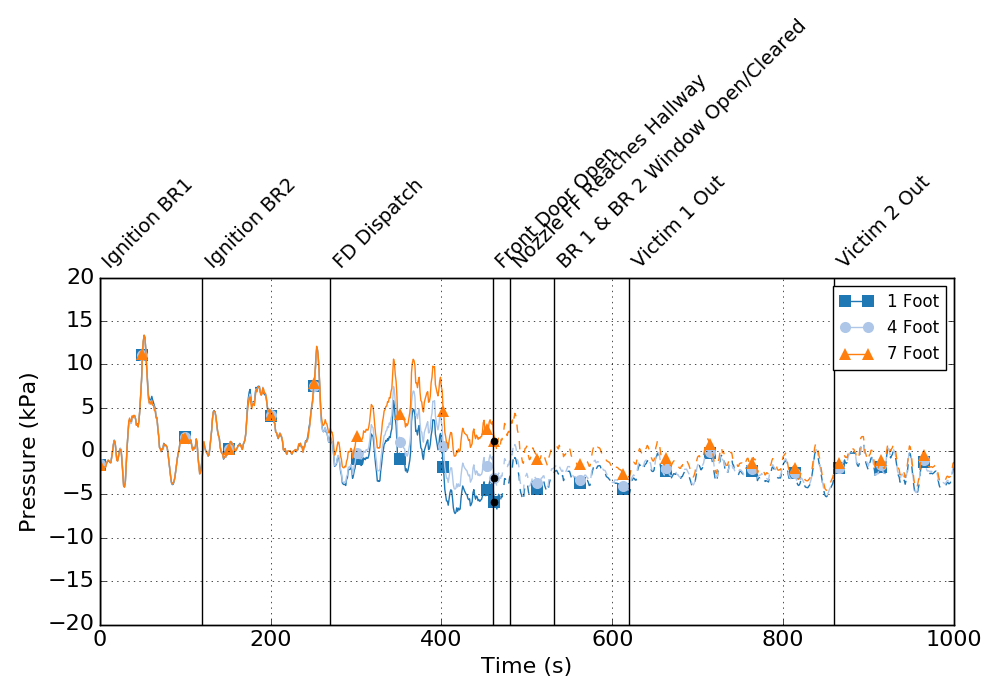 Ignition BR1
Ignition BR2
FD Dispatch
Front Door Open
Nozzle FF Reaches Hallway
BR 1 & BR 2 Window Open/Cleared
Victim 1 Out
Victim 2 Out
20
15
10
5
0
−5
−10
−15
−20
Pressure (kPa)
1 Foot
4 Foot
7 Foot
0 200 400 600 800 1000
Time (s)